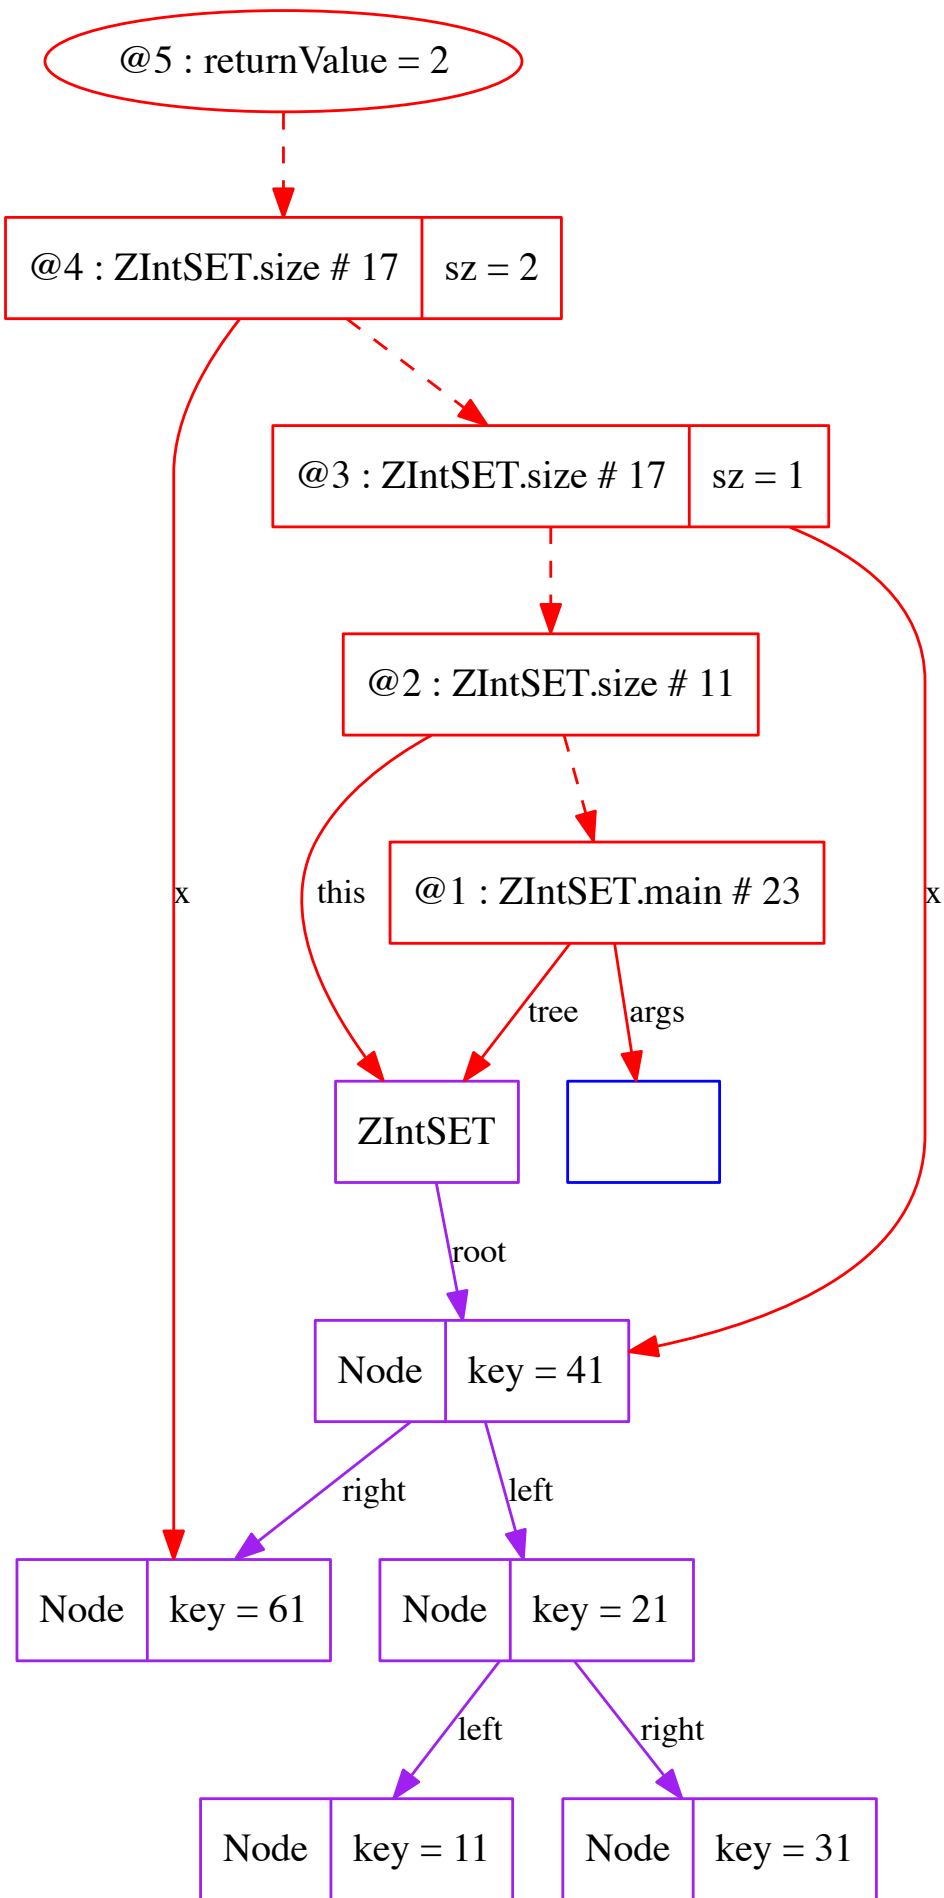 @5 : returnValue = 2
@4 : ZIntSET.size # 17
sz = 2
@3 : ZIntSET.size # 17
sz = 1
@2 : ZIntSET.size # 11
x
this
@1 : ZIntSET.main # 23
x
tree
args
ZIntSET
root
Node
key = 41
right
left
Node
key = 61
Node
key = 21
left
right
Node
key = 11
Node
key = 31